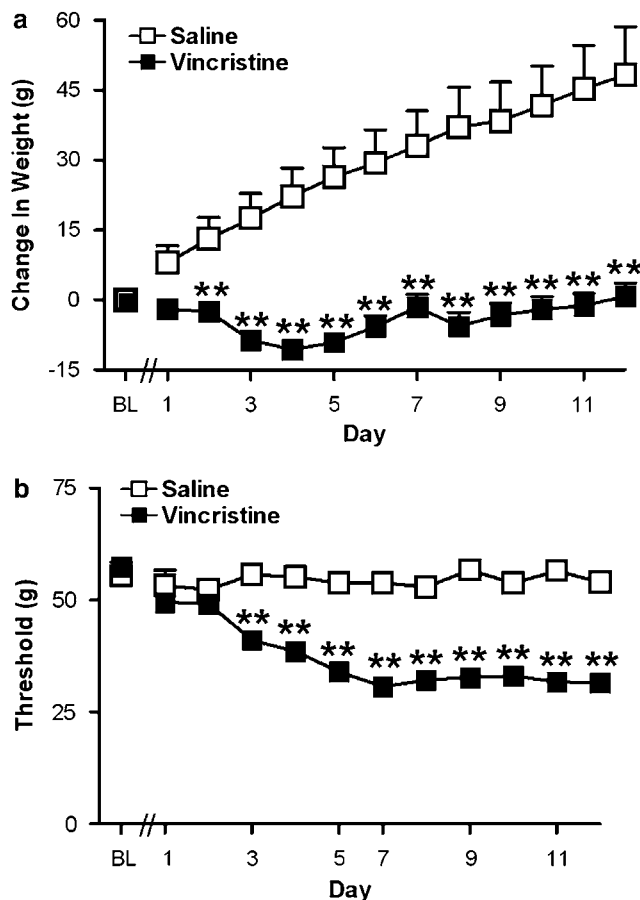 a
60
45
30
15
0
-15
Change In Weight (g)
Saline
Vincristine
** ** ** ** ** ** ** ** ** ** **
BL // 1 3 5 7 9 11
Day
b
75
50
25
0
Threshold (g)
Saline
Vincristine
** ** ** ** ** ** ** ** **
BL // 1 3 5 7 9 11
Day